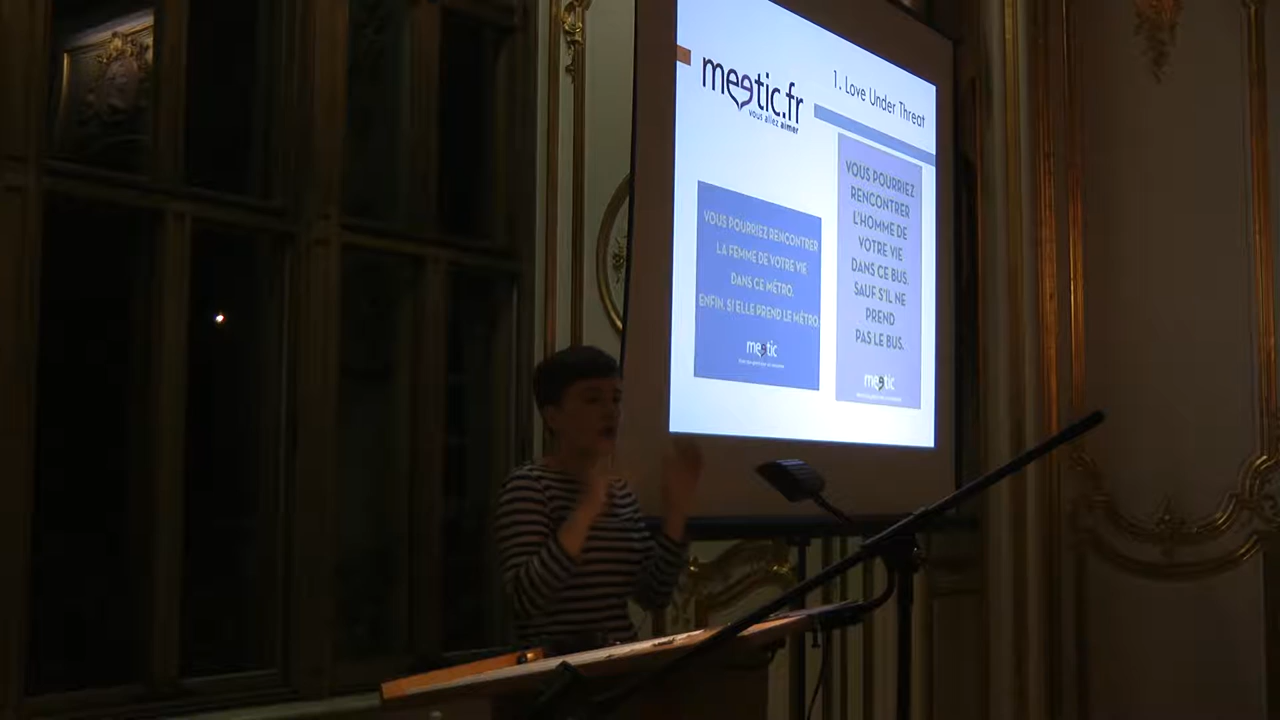 meetic.fr
vous allez aimer
1. Love Under Threat
VOUS POURRIEZ RENCONTRER
LA FEMME DE VOTRE VIE
DANS CE MÉTRO.
ENFIN, SI ELLE PREND LE MÉTRO.
meetic
VOUS POURRIEZ
RENCONTRER
L'HOMME DE
VOTRE VIE
DANS CE BUS.
SAUF S'IL NE
PREND
PAS LE BUS.
meetic